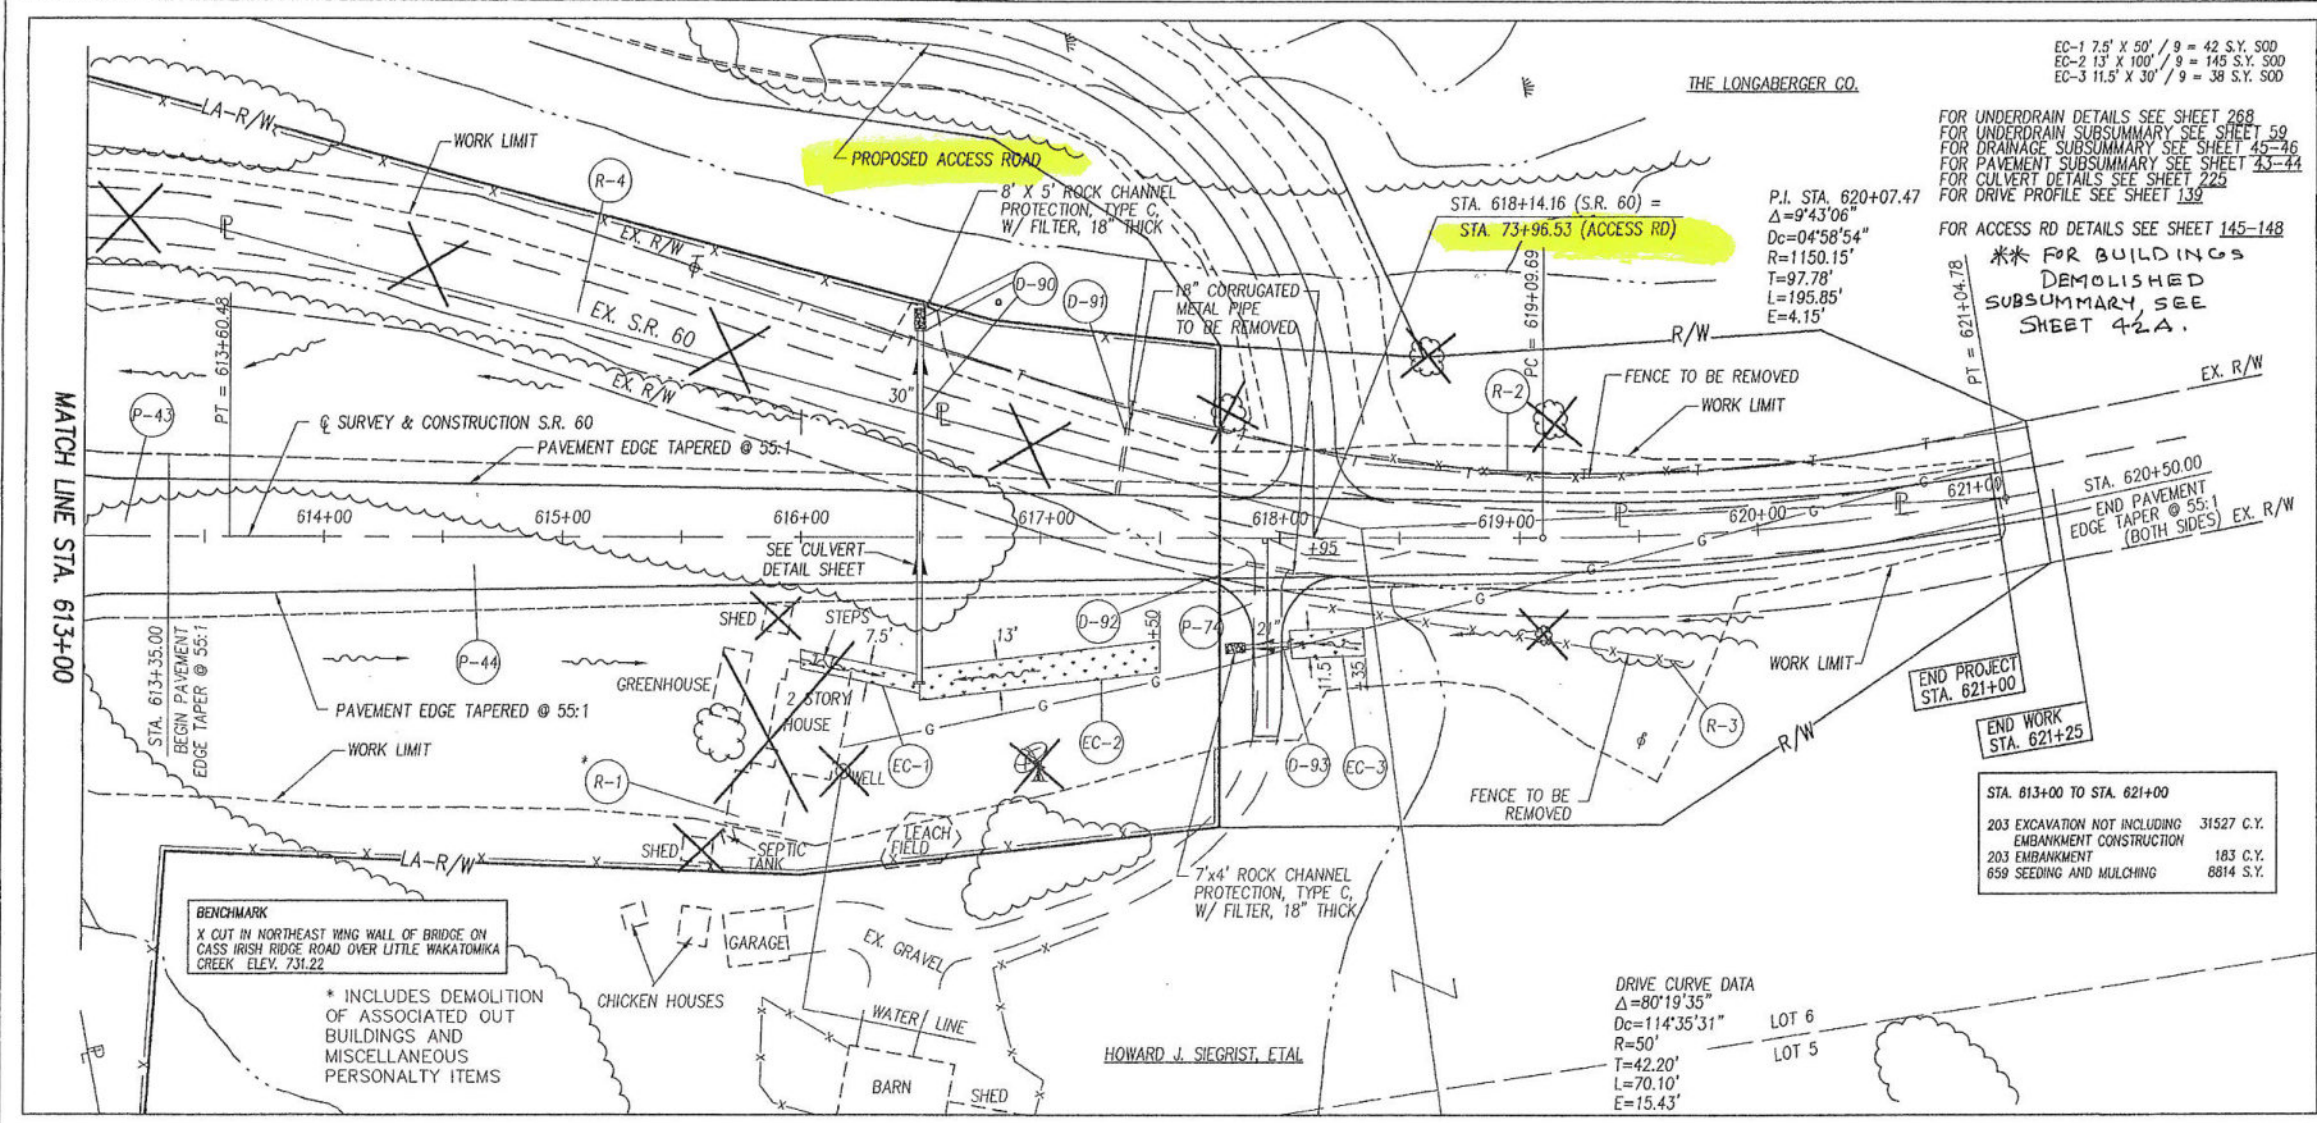 EC-1 7.5' X 50' / 9 = 42 S.Y. SOD
EC-2 13' X 100' / 9 = 145 S.Y. SOD
EC-3 11.5' X 30' / 9 = 38 S.Y. SOD
THE LONGABERGER CO.
FOR UNDERDRAIN DETAILS SEE SHEET 268
FOR UNDERDRAIN SUBSUMMARY SEE SHEET 59
FOR DRAINAGE SUBSUMMARY SEE SHEET 45-46
FOR PAVEMENT SUBSUMMARY SEE SHEET 43-44
FOR CULVERT DETAILS SEE SHEET 225
FOR DRIVE PROFILE SEE SHEET 139
FOR ACCESS RD DETAILS SEE SHEET 145-148
** FOR BUILDINGS
DEMOLISHED
SUBSUMMARY, SEE
SHEET 42A.
P.I. STA. 620+07.47
Δ=9°43'06"
Dc=04°58'54"
R=1150.15'
T=97.78'
L=195.85'
E=4.15'
LA-R/W
WORK LIMIT
R-4
PROPOSED ACCESS ROAD
8' X 5' ROCK CHANNEL
PROTECTION, TYPE C,
W/ FILTER, 18" THICK
STA. 618+14.16 (S.R. 60) =
STA. 73+96.53 (ACCESS RD)
EX. R/W
EX. S.R. 60
EX. R/W
D-90
D-91
18" CORRUGATED
METAL PIPE
TO BE REMOVED
PC = 619+09.69
PT = 621+04.78
PT = 613+60.48
R/W
EX. R/W
30"
R-2
FENCE TO BE REMOVED
WORK LIMIT
P-43
℄ SURVEY & CONSTRUCTION S.R. 60
PAVEMENT EDGE TAPERED @ 55:1
MATCH LINE STA. 613+00
614+00
615+00
616+00
617+00
618+00
619+00
620+00
621+00
STA. 620+50.00
END PAVEMENT
EDGE TAPER @ 55:1
(BOTH SIDES)
EX. R/W
SEE CULVERT
DETAIL SHEET
+95
SHED
STEPS
7.5'
13'
D-92
+50
P-74
21"
11.5'
+35
STA. 613+35.00
BEGIN PAVEMENT
EDGE TAPER @ 55:1
P-44
GREENHOUSE
2 STORY
HOUSE
PAVEMENT EDGE TAPERED @ 55:1
WORK LIMIT
WORK LIMIT
END PROJECT
STA. 621+00
END WORK
STA. 621+25
R-3
R/W
EC-1
EC-2
D-93
EC-3
*
R-1
WELL
FENCE TO BE
REMOVED
SHED
SEPTIC
TANK
LEACH
FIELD
LA-R/W
STA. 613+00 TO STA. 621+00
203 EXCAVATION NOT INCLUDING 31527 C.Y.
EMBANKMENT CONSTRUCTION
203 EMBANKMENT 183 C.Y.
659 SEEDING AND MULCHING 8814 S.Y.
7'x4' ROCK CHANNEL
PROTECTION, TYPE C,
W/ FILTER, 18" THICK
BENCHMARK
X CUT IN NORTHEAST WING WALL OF BRIDGE ON
CASS IRISH RIDGE ROAD OVER LITTLE WAKATOMIKA
CREEK ELEV. 731.22
GARAGE
EX. GRAVEL
CHICKEN HOUSES
* INCLUDES DEMOLITION
OF ASSOCIATED OUT
BUILDINGS AND
MISCELLANEOUS
PERSONALTY ITEMS
WATER LINE
BARN
SHED
HOWARD J. SIEGRIST, ETAL
DRIVE CURVE DATA
Δ=80°19'35"
Dc=114°35'31"
R=50'
T=42.20'
L=70.10'
E=15.43'
LOT 6
LOT 5